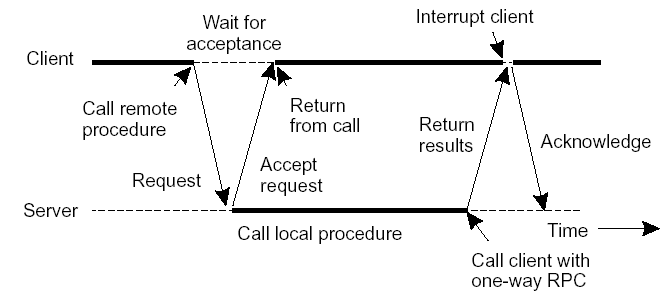 Interrupt client
Wait for
acceptance
Client
Call remote
procedure
Return
from call
Return
results
Acknowledge
Accept
request
Request
Server
Call local procedure
Time
Call client with
one-way RPC